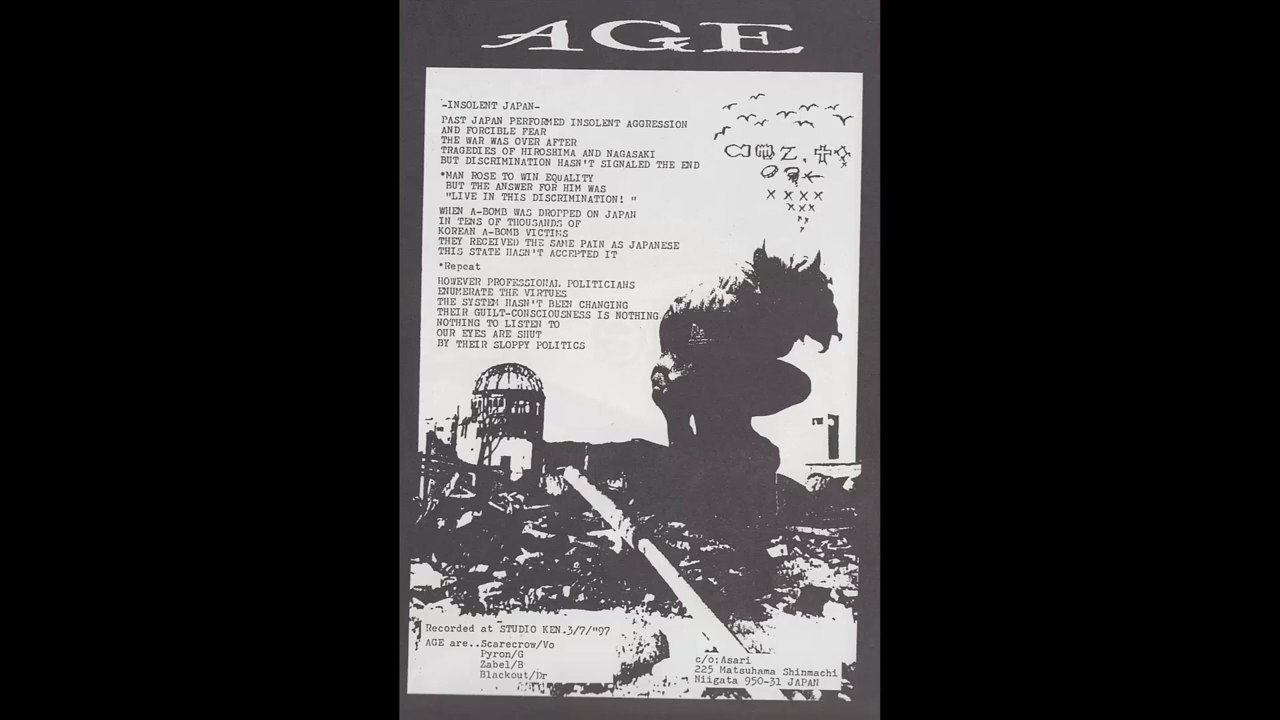 AGE
-INSOLENT JAPAN-
PAST JAPAN PERFORMED INSOLENT AGGRESSION
AND FORCIBLE FEAR
THE WAR WAS OVER AFTER
TRAGEDIES OF HIROSHIMA AND NAGASAKI
BUT DISCRIMINATION HASN'T SIGNALED THE END
*MAN ROSE TO WIN EQUALITY
BUT THE ANSWER FOR HIM WAS
"LIVE IN THIS DISCRIMINATION! "
WHEN A-BOMB WAS DROPPED ON JAPAN
IN TENS OF THOUSANDS OF
KOREAN A-BOMB VICTIMS
THEY RECEIVED THE SAME PAIN AS JAPANESE
THIS STATE HASN'T ACCEPTED IT
*Repeat
HOWEVER PROFESSIONAL POLITICIANS
ENUMERATE THE VIRTUES
THE SYSTEM HASN'T BEEN CHANGING
THEIR GUILT-CONSCIOUSNESS IS NOTHING
NOTHING TO LISTEN TO
OUR EYES ARE SHUT
BY THEIR SLOPPY POLITICS
Recorded at STUDIO KEN.3/7/"97
AGE are..Scarecrow/Vo
Pyron/G
Zabel/B
Blackout/Dr
c/o:Asari
225 Matsuhama Shinmachi
Niigata 950-31 JAPAN